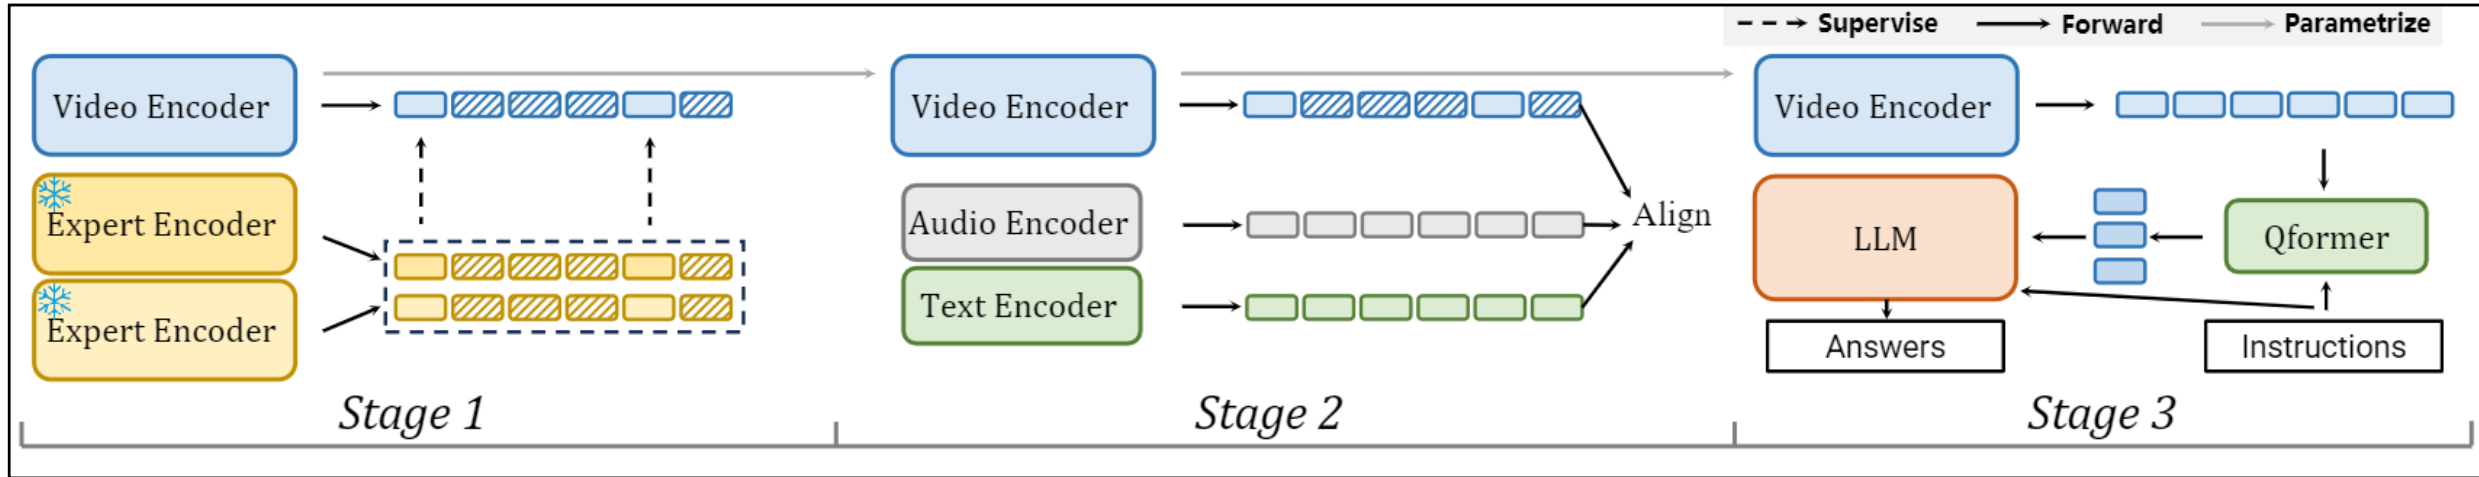 Supervise
Forward
Parametrize
Video Encoder
Expert Encoder
Expert Encoder
Stage 1
Video Encoder
Audio Encoder
Text Encoder
Align
Stage 2
Video Encoder
LLM
Qformer
Answers
Instructions
Stage 3